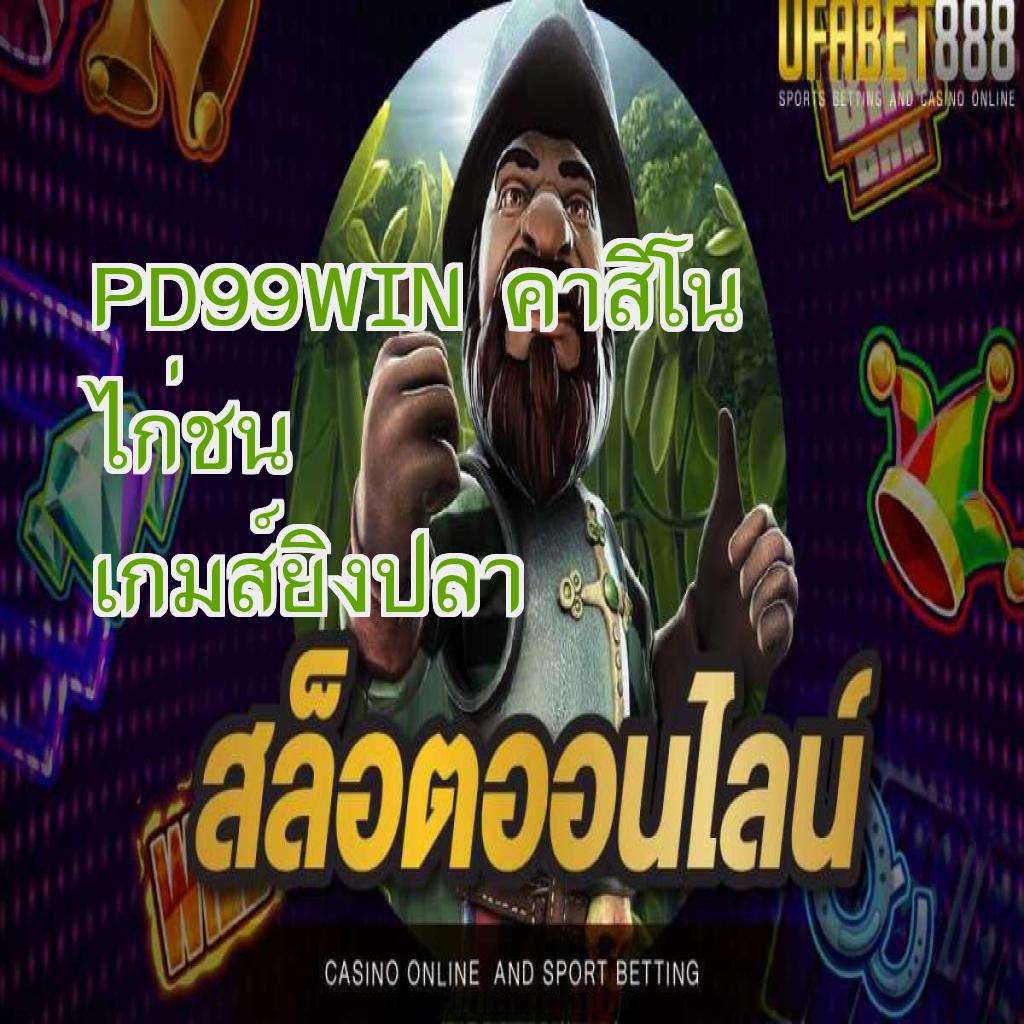 UFABET888
SPORTS BETTING AND CASINO ONLINE
BAR
PD99WIN คาสิโน
ไก่ชน
เกมส์ยิงปลา
สล็อตออนไลน์
CASINO ONLINE AND SPORT BETTING